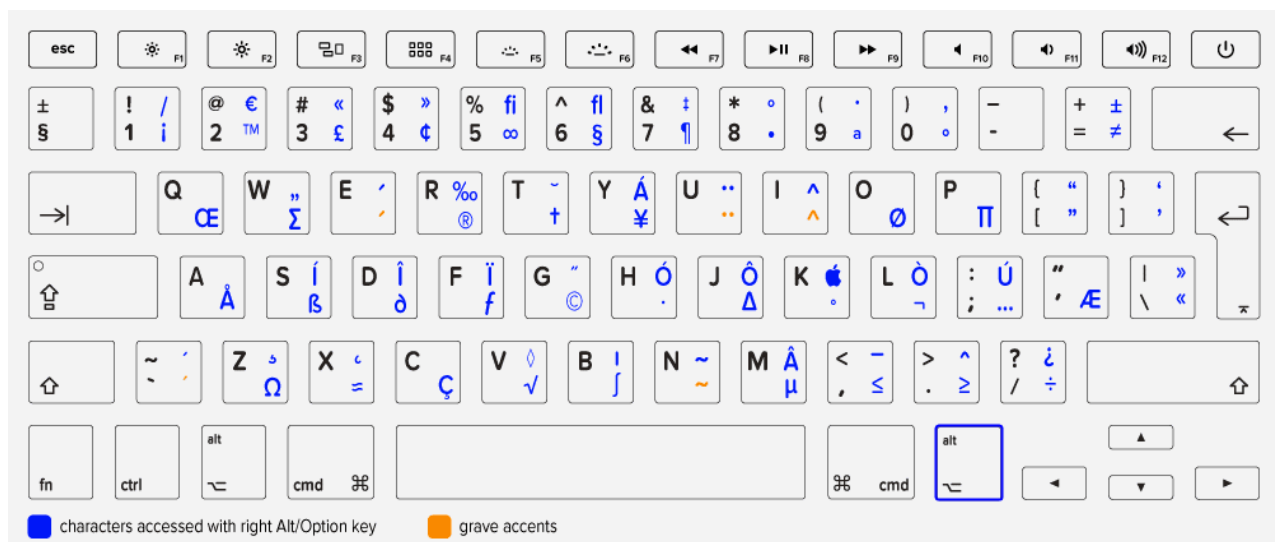 esc F1 F2 F3 F4 F5 F6 F7 F8 F9 F10 F11 F12
± ! / @ € # « $ » % ﬁ ^ ﬂ & ‡ * ° ( · ) ‚ – + ±
§ 1 ¡ 2 ™ 3 £ 4 ¢ 5 ∞ 6 § 7 ¶ 8 • 9 ª 0 º - = ≠
Q W „ E ´ R ‰ T ˘ Y Á U ¨ I ^ O P { “ } ‘
Œ Σ ´ ® † ¥ ¨ ^ Ø ∏ [ ” ] ’
A S Í D Î F Ï G ˝ H Ó J Ô K  L Ò : Ú " | »
Å ß ∂ ƒ © · Δ ° ¬ ; … ' Æ \ «
~ ´ Z X C V ◊ B ı N ~ M Â < ¯ > ^ ? ¿
` ´ Ω ≈ Ç √ ∫ ~ µ , ≤ . ≥ / ÷
alt alt
fn ctrl ⌥ cmd ⌘ ⌘ cmd ⌥
characters accessed with right Alt/Option key grave accents